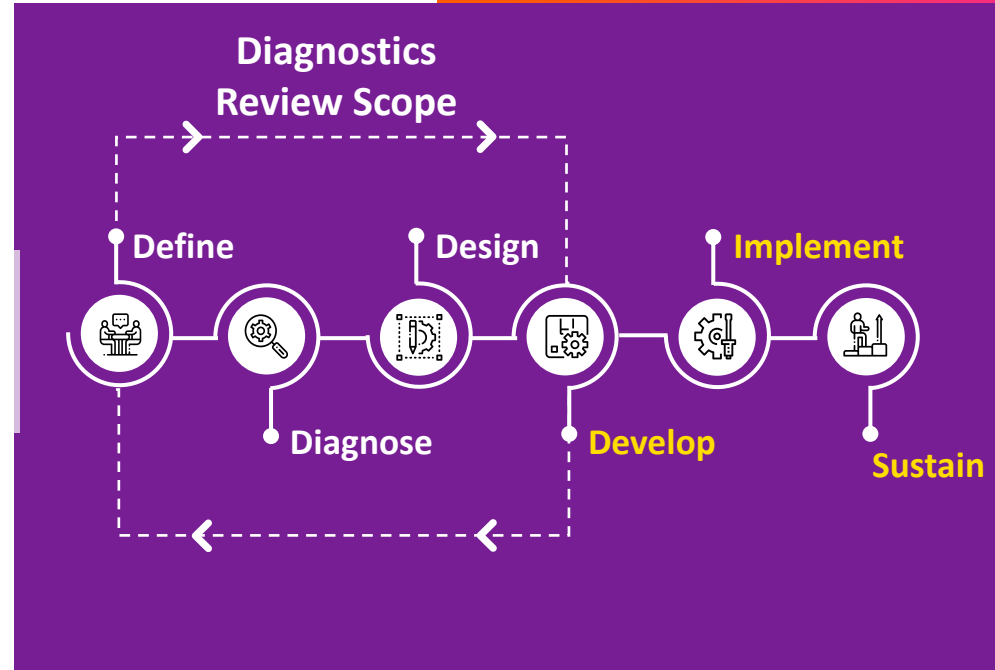 Diagnostics
Review Scope
Define
Design
Implement
Diagnose
Develop
Sustain